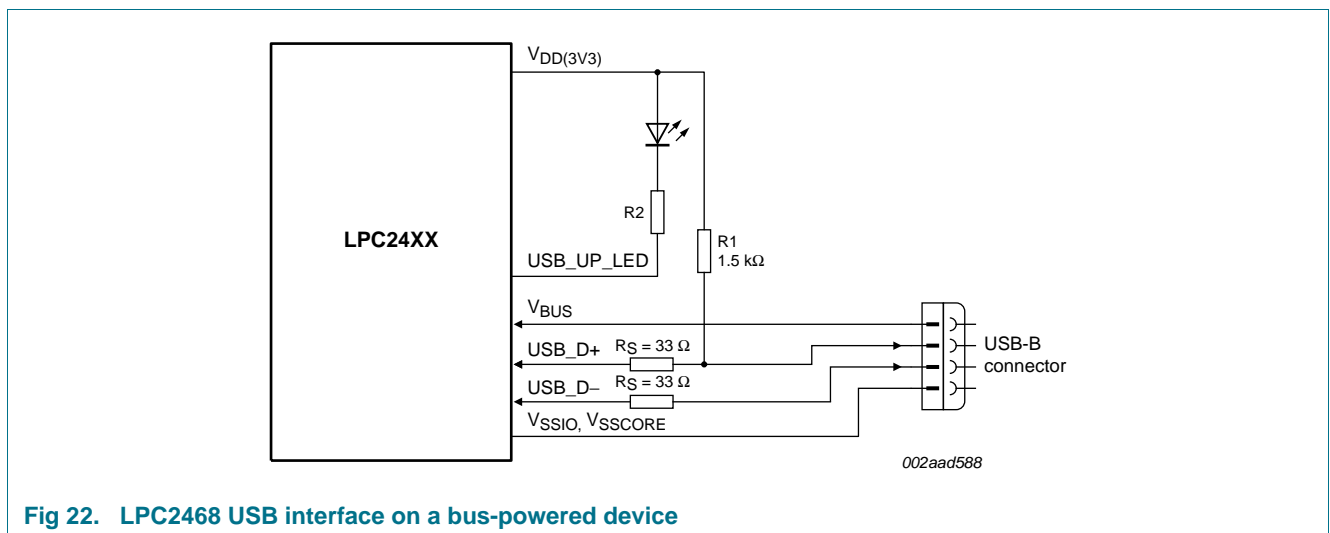 VDD(3V3)
R2
R1
1.5 kΩ
LPC24XX
USB_UP_LED
VBUS
USB_D+
RS = 33 Ω
USB-B
connector
USB_D−
RS = 33 Ω
VSSIO, VSSCORE
002aad588
Fig 22. LPC2468 USB interface on a bus-powered device